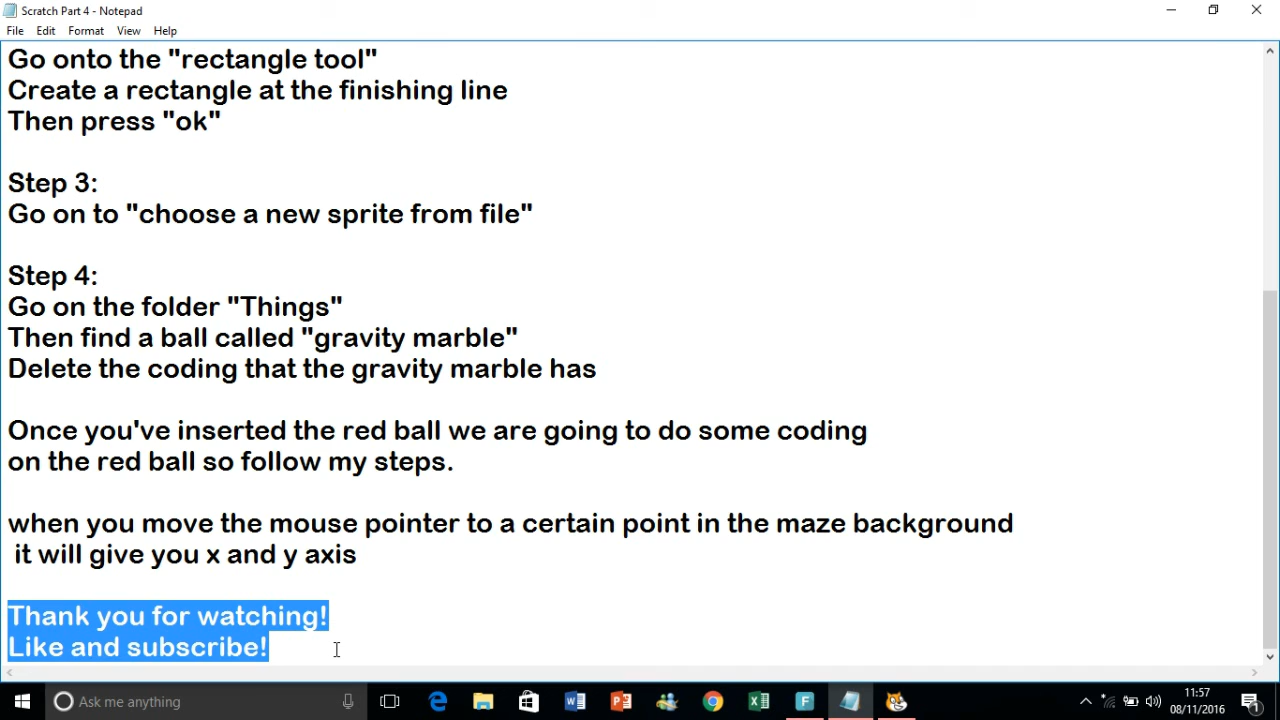 Scratch Part 4 - Notepad
File Edit Format View Help
Go onto the "rectangle tool"
Create a rectangle at the finishing line
Then press "ok"
Step 3:
Go on to "choose a new sprite from file"
Step 4:
Go on the folder "Things"
Then find a ball called "gravity marble"
Delete the coding that the gravity marble has
Once you've inserted the red ball we are going to do some coding
on the red ball so follow my steps.
when you move the mouse pointer to a certain point in the maze background
it will give you x and y axis
Thank you for watching!
Like and subscribe!
Ask me anything
11:57
08/11/2016